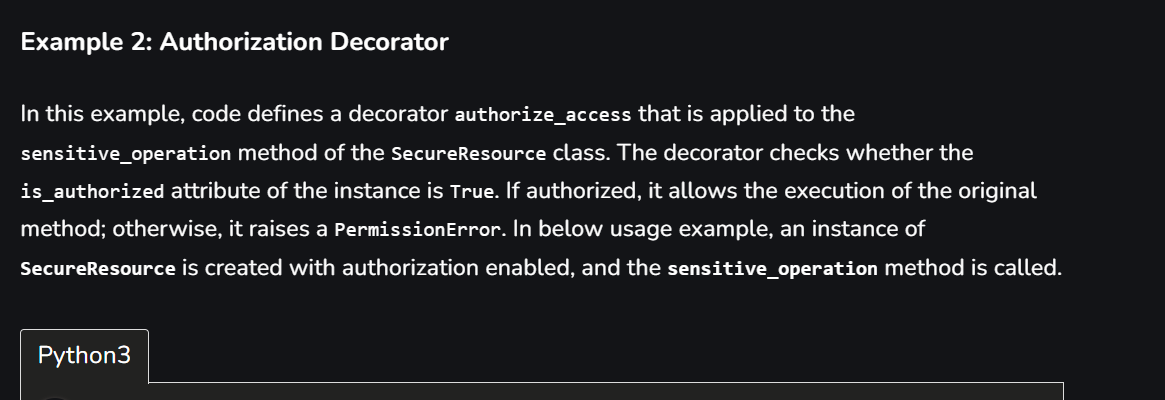 Example 2: Authorization Decorator
In this example, code defines a decorator authorize_access that is applied to the
sensitive_operation method of the SecureResource class. The decorator checks whether the
is_authorized attribute of the instance is True. If authorized, it allows the execution of the original
method; otherwise, it raises a PermissionError. In below usage example, an instance of
SecureResource is created with authorization enabled, and the sensitive_operation method is called.
Python3